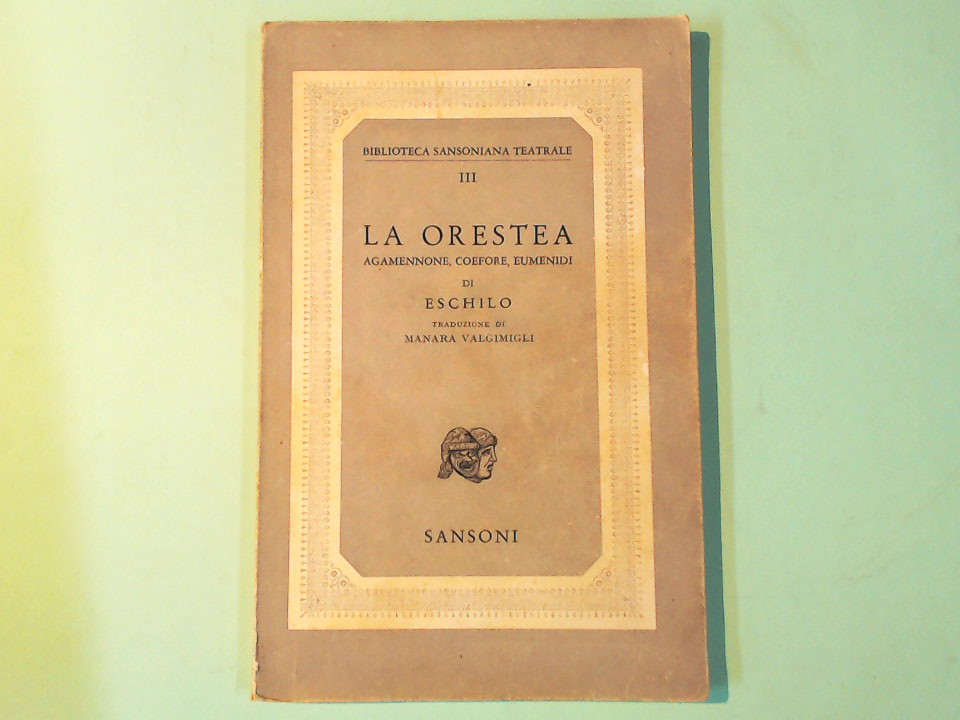 BIBLIOTECA SANSONIANA TEATRALE
III
LA ORESTEA
AGAMENNONE, COEFORE, EUMENIDI
DI
ESCHILO
TRADUZIONE DI
MANARA VALGIMIGLI
SANSONI